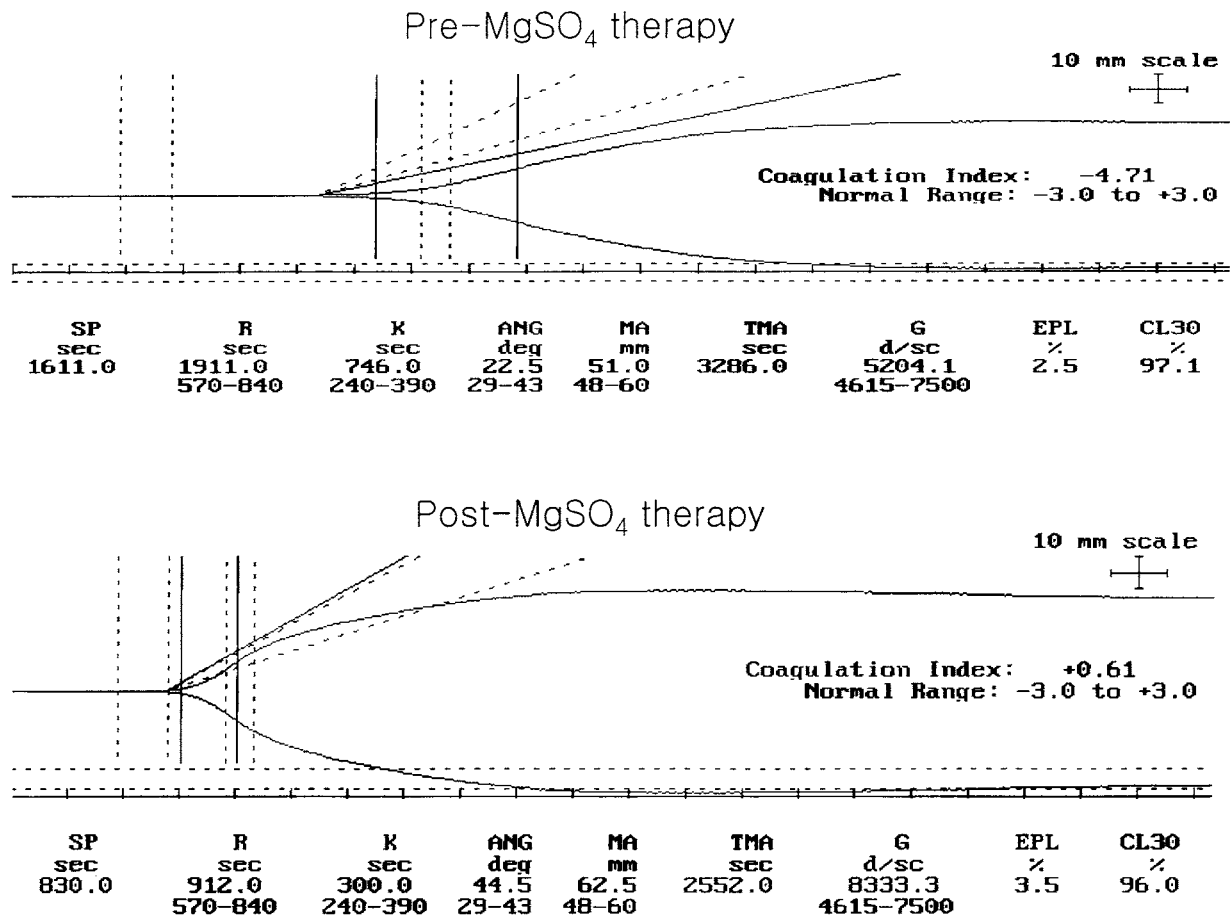 Pre-MgSO4 therapy
10 mm scale
Coagulation Index: -4.71
Normal Range: -3.0 to +3.0
SP R K ANG MA TMA G EPL CL30
sec sec sec deg mm sec d/sc % %
1611.0 1911.0 746.0 22.5 51.0 3286.0 5204.1 2.5 97.1
570-840 240-390 29-43 48-60 4615-7500
Post-MgSO4 therapy
10 mm scale
Coagulation Index: +0.61
Normal Range: -3.0 to +3.0
SP R K ANG MA TMA G EPL CL30
sec sec sec deg mm sec d/sc % %
830.0 912.0 300.0 44.5 62.5 2552.0 8333.3 3.5 96.0
570-840 240-390 29-43 48-60 4615-7500